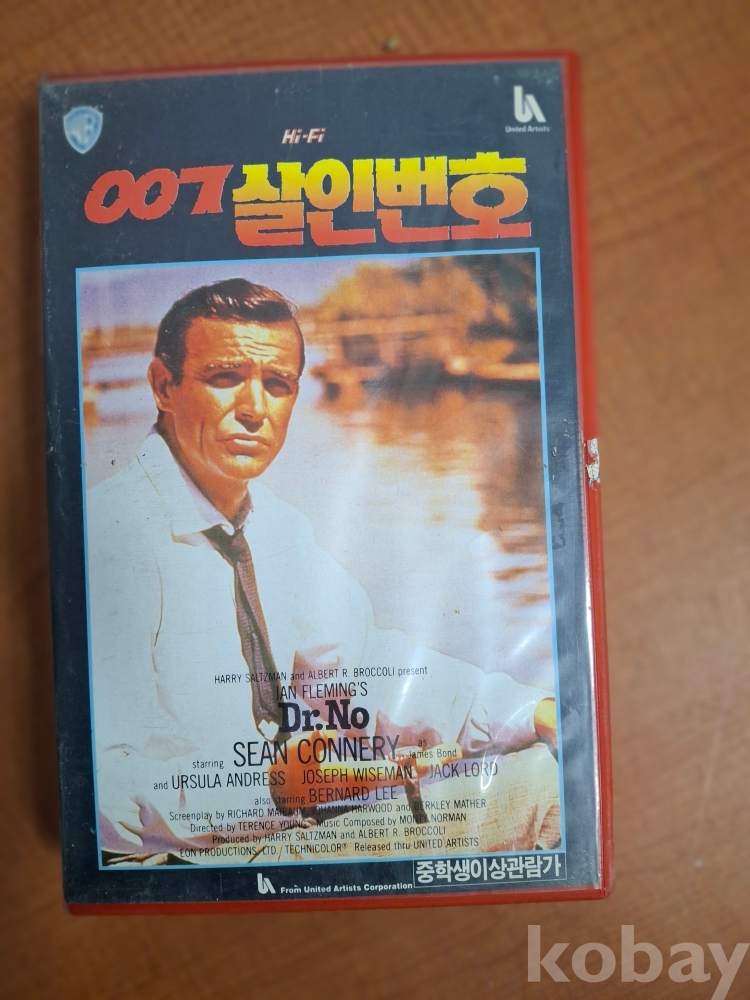 Hi-Fi
United Artists
007 살인번호
HARRY SALTZMAN and ALBERT R. BROCCOLI present
IAN FLEMING'S
Dr. No
starring SEAN CONNERY as James Bond
and URSULA ANDRESS JOSEPH WISEMAN JACK LORD
also starring BERNARD LEE
Screenplay by RICHARD MAIBAUM, JOHANNA HARWOOD and BERKLEY MATHER
Directed by TERENCE YOUNG Music Composed by MONTY NORMAN
Produced by HARRY SALTZMAN and ALBERT R. BROCCOLI
EON PRODUCTIONS, LTD / TECHNICOLOR® Released thru UNITED ARTISTS
중학생이상관람가
From United Artists Corporation
kobay